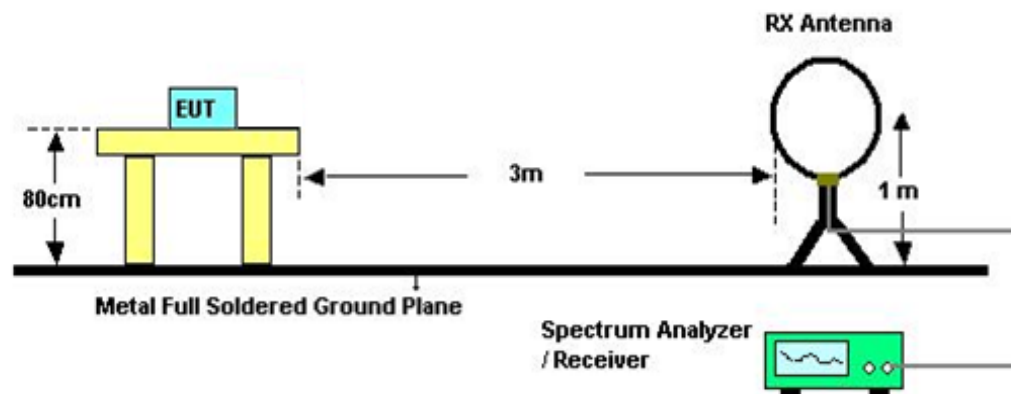 RX Antenna
EUT
3m
80cm
1 m
Metal Full Soldered Ground Plane
Spectrum Analyzer
/ Receiver